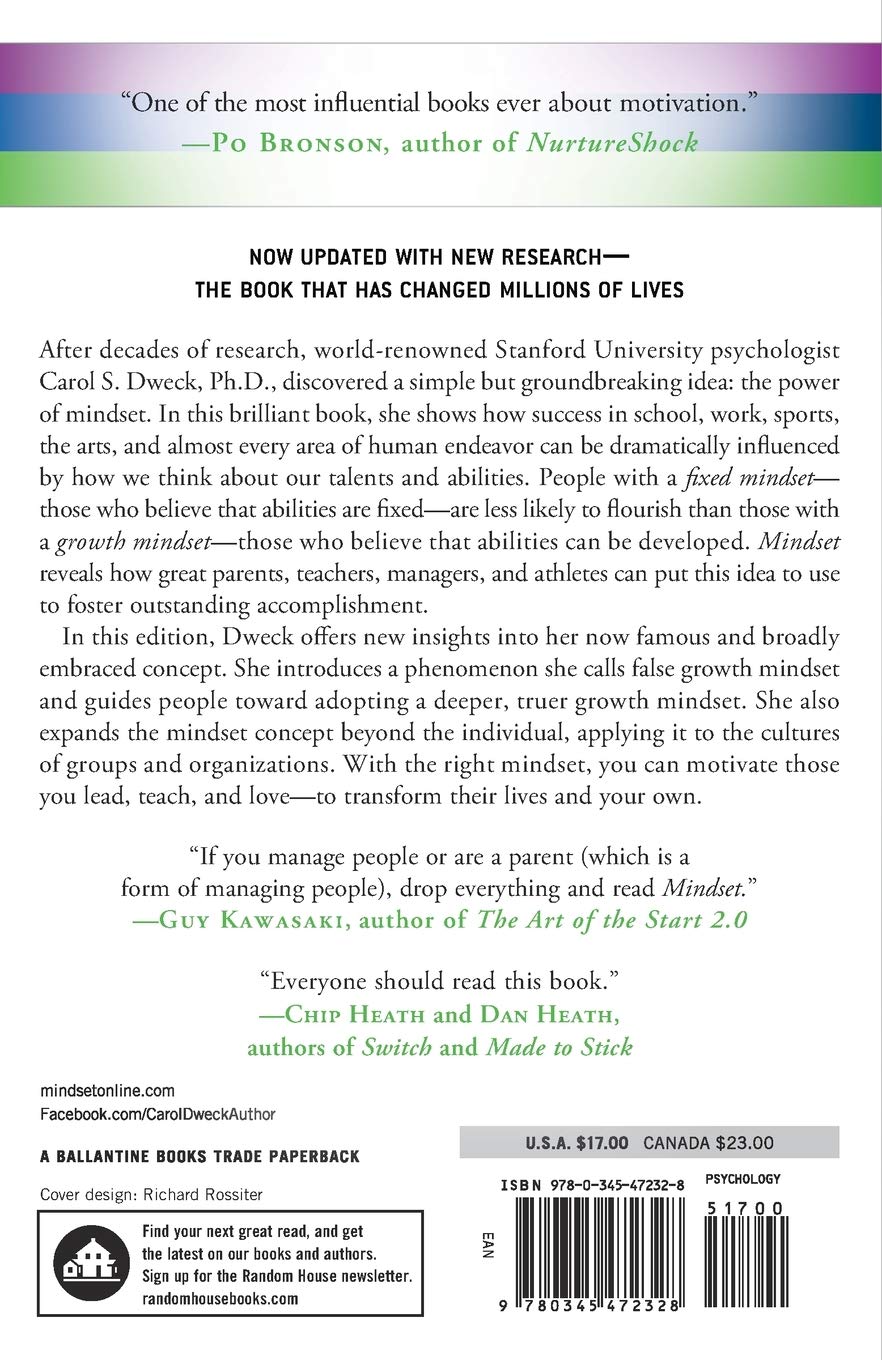 “One of the most influential books ever about motivation.”
—Po Bronson, author of NurtureShock
NOW UPDATED WITH NEW RESEARCH—
THE BOOK THAT HAS CHANGED MILLIONS OF LIVES
After decades of research, world-renowned Stanford University psychologist
Carol S. Dweck, Ph.D., discovered a simple but groundbreaking idea: the power
of mindset. In this brilliant book, she shows how success in school, work, sports,
the arts, and almost every area of human endeavor can be dramatically influenced
by how we think about our talents and abilities. People with a fixed mindset—
those who believe that abilities are fixed—are less likely to flourish than those with
a growth mindset—those who believe that abilities can be developed. Mindset
reveals how great parents, teachers, managers, and athletes can put this idea to use
to foster outstanding accomplishment.
In this edition, Dweck offers new insights into her now famous and broadly
embraced concept. She introduces a phenomenon she calls false growth mindset
and guides people toward adopting a deeper, truer growth mindset. She also
expands the mindset concept beyond the individual, applying it to the cultures
of groups and organizations. With the right mindset, you can motivate those
you lead, teach, and love—to transform their lives and your own.
“If you manage people or are a parent (which is a
form of managing people), drop everything and read Mindset.”
—Guy Kawasaki, author of The Art of the Start 2.0
“Everyone should read this book.”
—Chip Heath and Dan Heath,
authors of Switch and Made to Stick
mindsetonline.com
Facebook.com/CarolDweckAuthor
A BALLANTINE BOOKS TRADE PAPERBACK
Cover design: Richard Rossiter
Find your next great read, and get
the latest on our books and authors.
Sign up for the Random House newsletter.
randomhousebooks.com
U.S.A. $17.00 CANADA $23.00
ISBN 978-0-345-47232-8
PSYCHOLOGY
51700
EAN
9 780345 472328